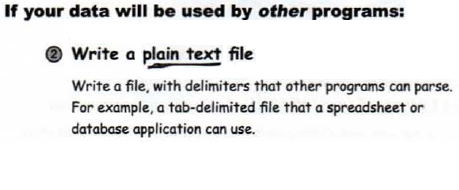 If your data will be used by other programs:
② Write a plain text file
Write a file, with delimiters that other programs can parse.
For example, a tab-delimited file that a spreadsheet or
database application can use.